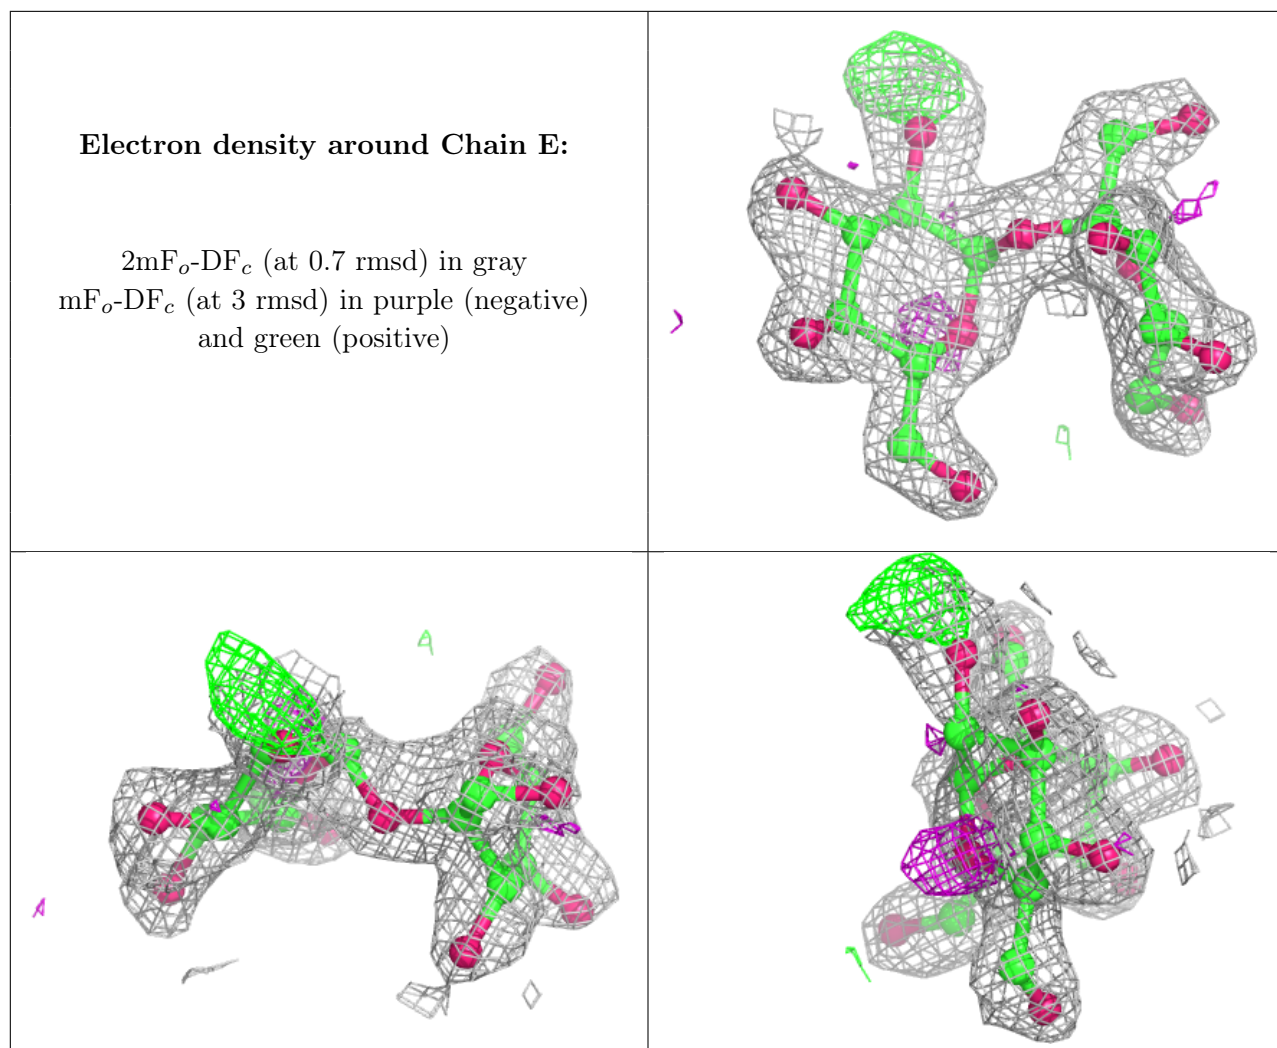 Electron density around Chain E:
2mFo-DFc (at 0.7 rmsd) in gray
mFo-DFc (at 3 rmsd) in purple (negative)
and green (positive)